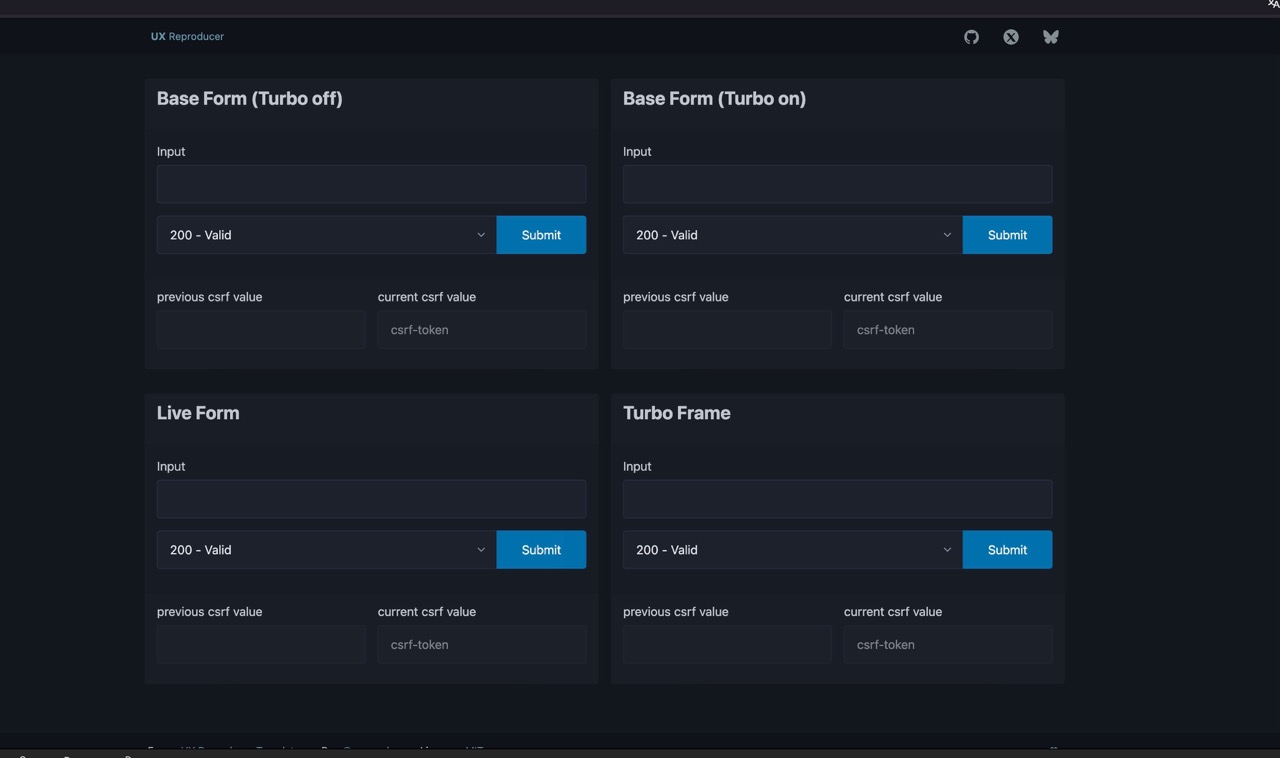 UX Reproducer
Base Form (Turbo off)
Input
200 - Valid
Submit
previous csrf value
current csrf value
csrf-token
Base Form (Turbo on)
Input
200 - Valid
Submit
previous csrf value
current csrf value
csrf-token
Live Form
Input
200 - Valid
Submit
previous csrf value
current csrf value
csrf-token
Turbo Frame
Input
200 - Valid
Submit
previous csrf value
current csrf value
csrf-token